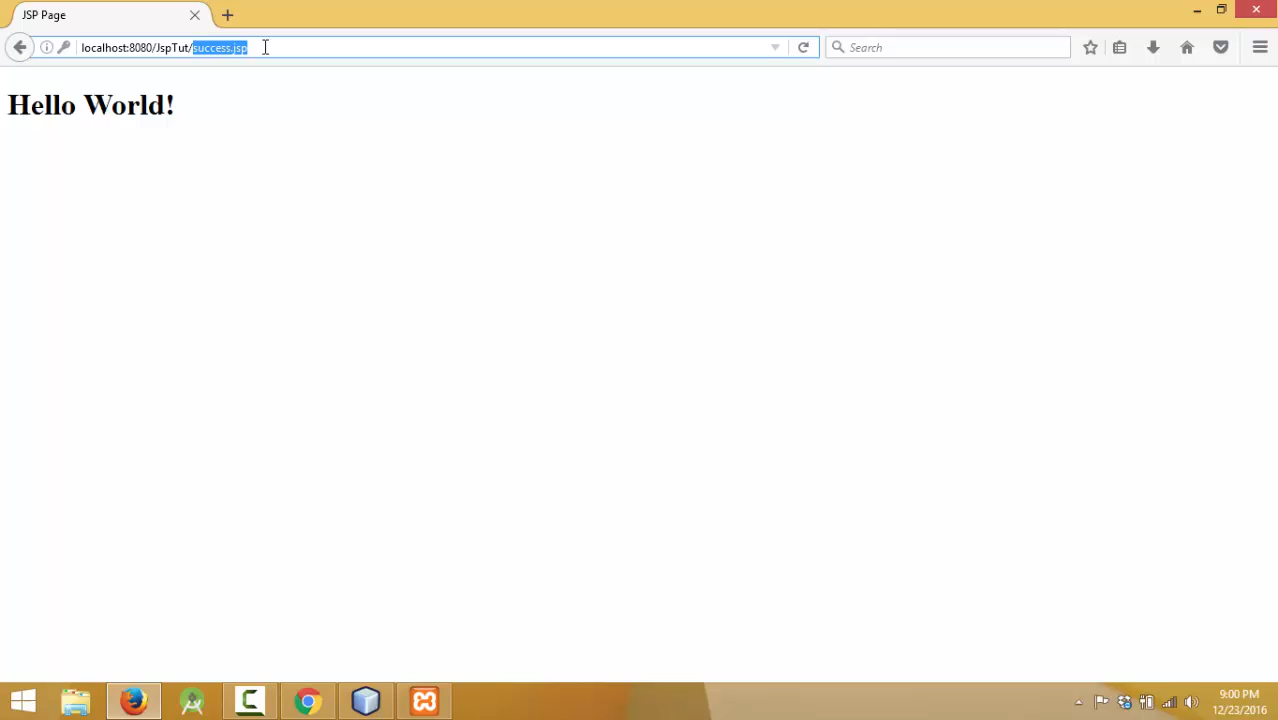 JSP Page
localhost:8080/JspTut/success.jsp
Search
Hello World!
9:00 PM
12/23/2016